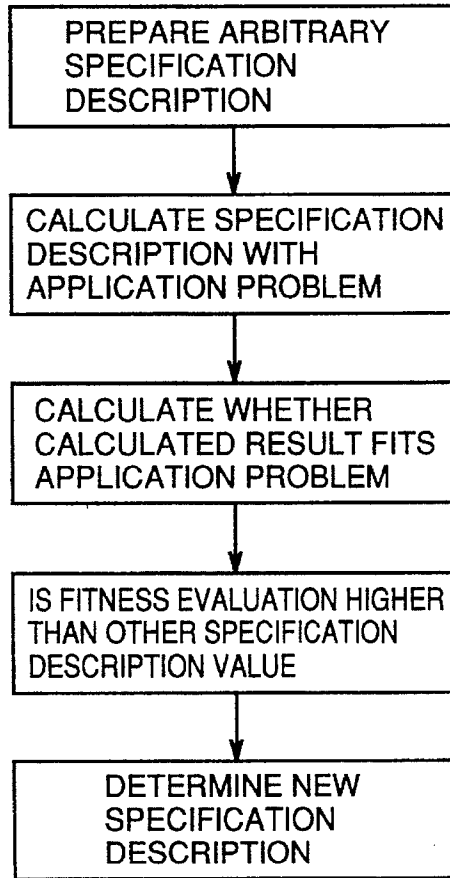 PREPARE ARBITRARY
SPECIFICATION
DESCRIPTION
CALCULATE SPECIFICATION
DESCRIPTION WITH
APPLICATION PROBLEM
CALCULATE WHETHER
CALCULATED RESULT FITS
APPLICATION PROBLEM
IS FITNESS EVALUATION HIGHER
THAN OTHER SPECIFICATION
DESCRIPTION VALUE
DETERMINE NEW
SPECIFICATION
DESCRIPTION